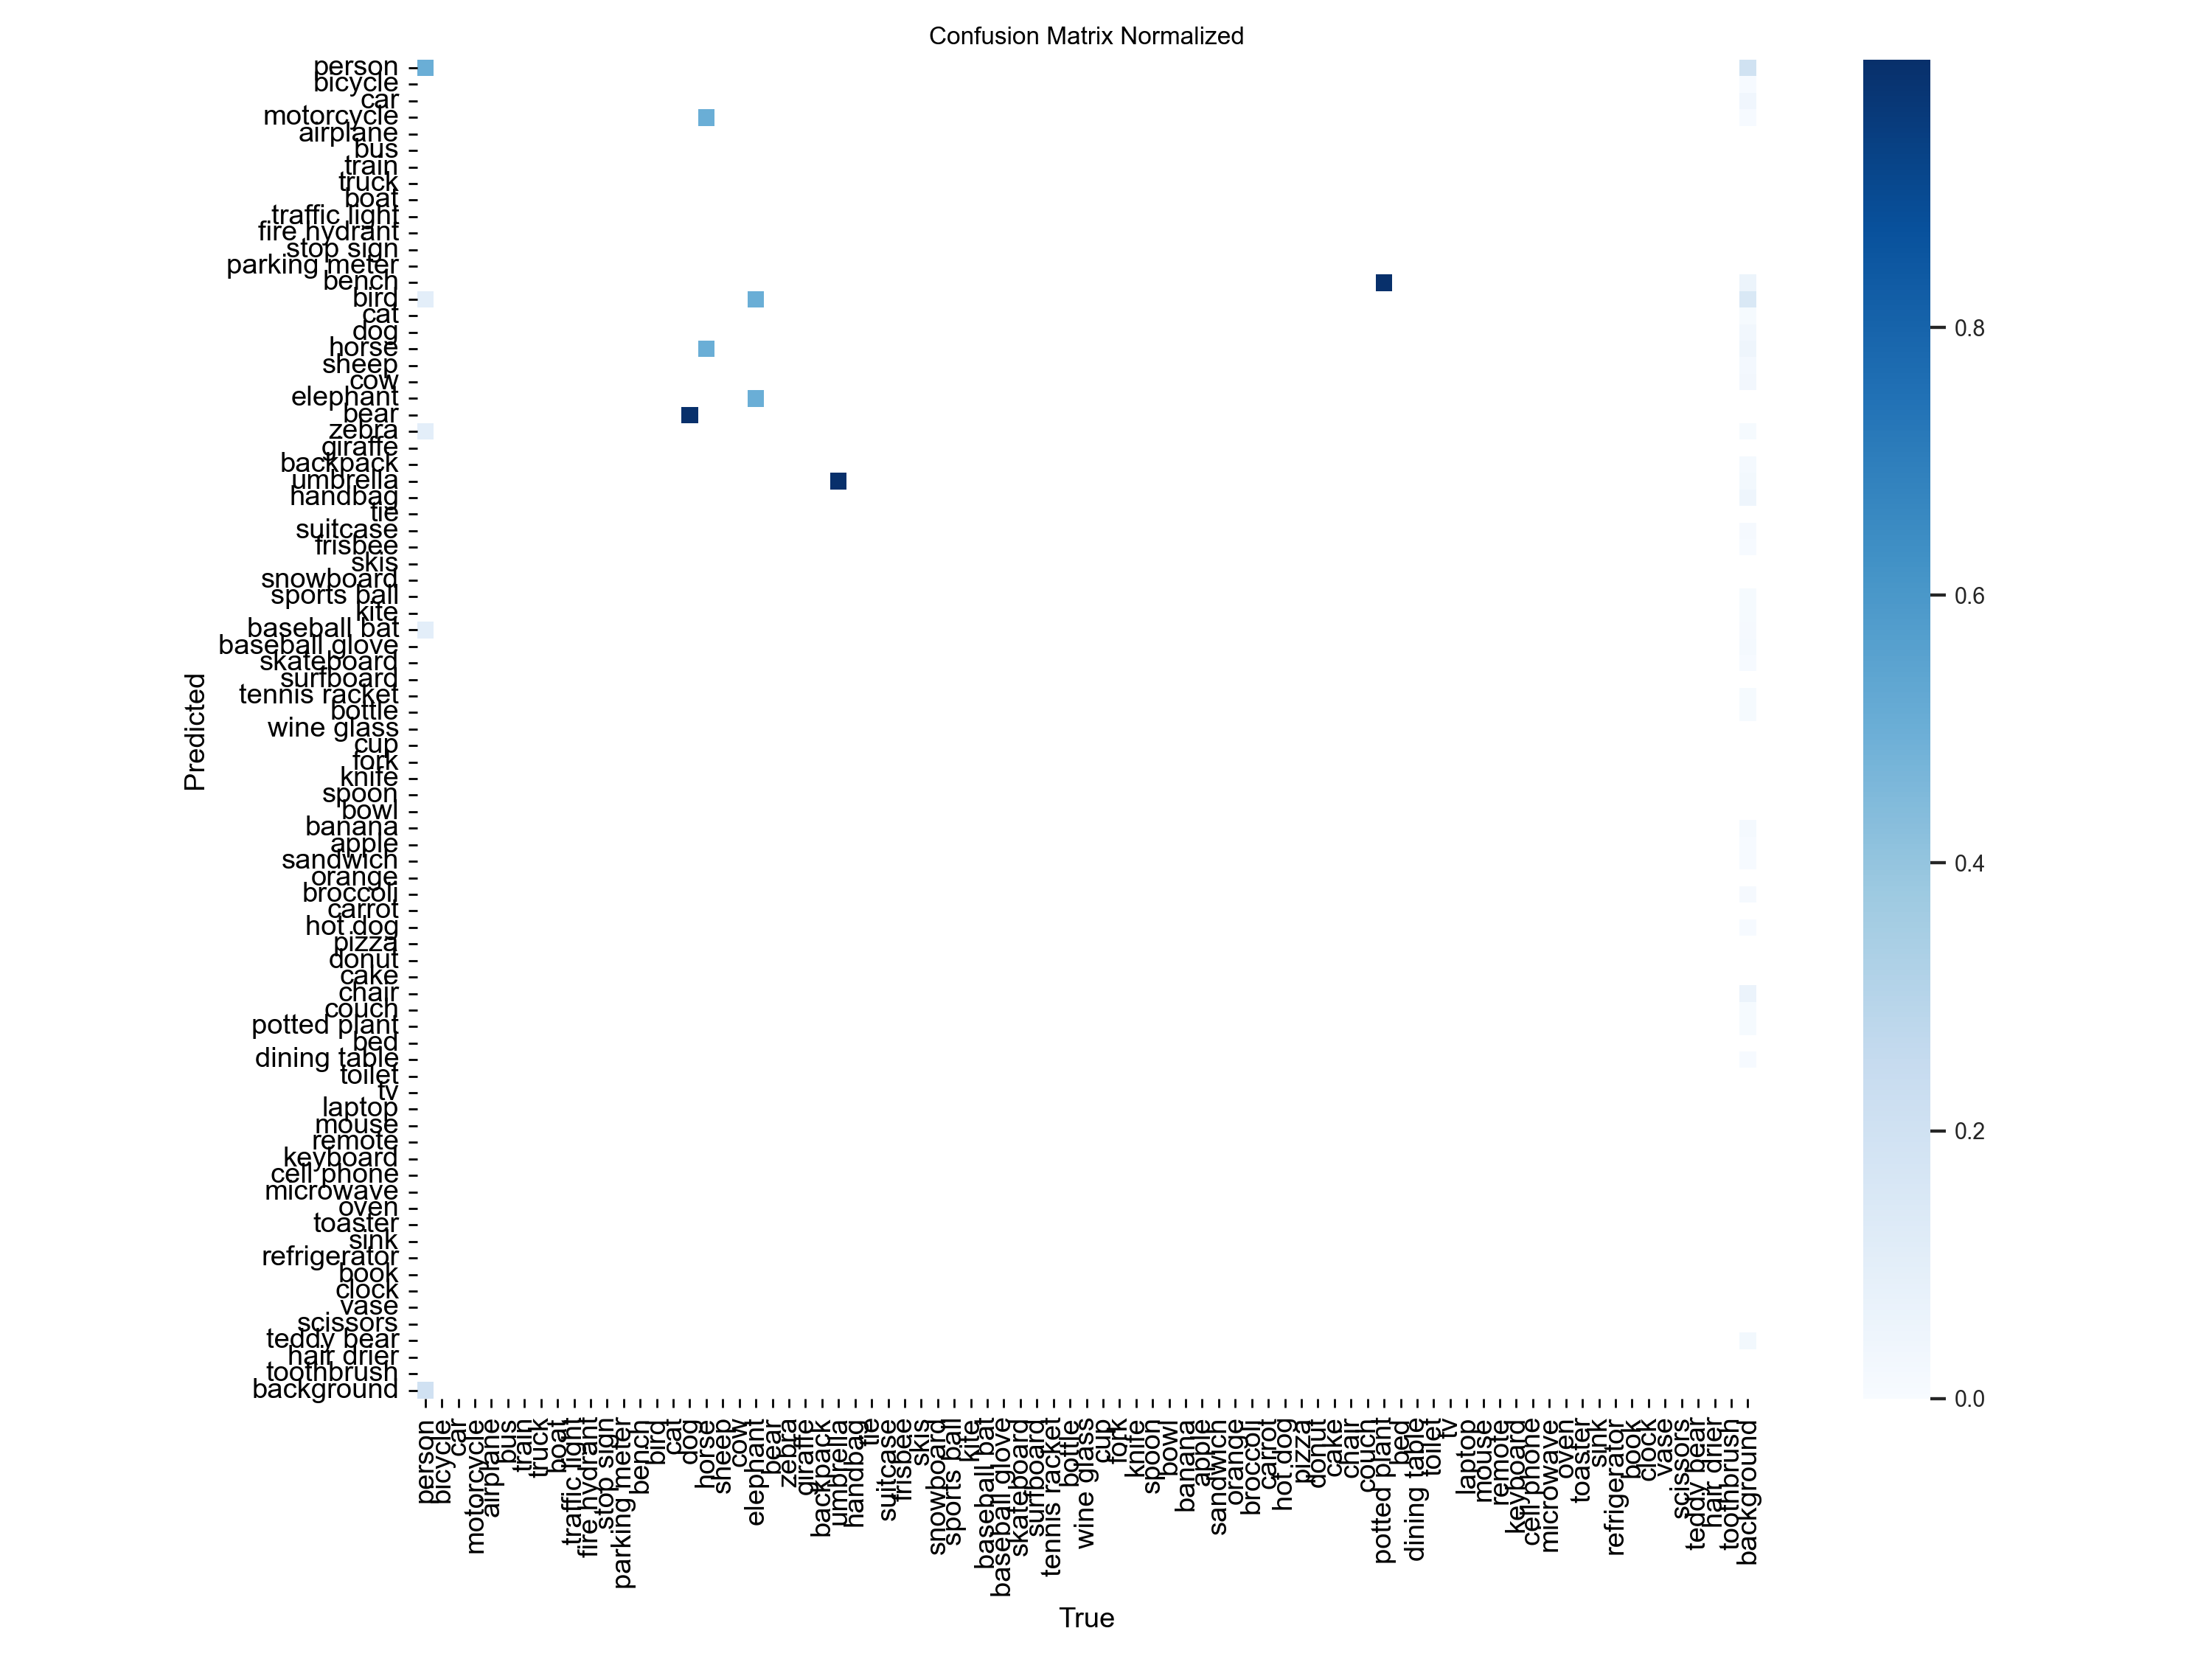 Confusion Matrix Normalized
person
bicycle
car
motorcycle
airplane
bus
train
truck
boat
traffic light
fire hydrant
stop sign
parking meter
bench
bird
cat
dog
horse
sheep
cow
elephant
bear
zebra
giraffe
backpack
umbrella
handbag
tie
suitcase
frisbee
skis
snowboard
sports ball
kite
baseball bat
baseball glove
skateboard
surfboard
tennis racket
bottle
wine glass
cup
fork
knife
spoon
bowl
banana
apple
sandwich
orange
broccoli
carrot
hot dog
pizza
donut
cake
chair
couch
potted plant
bed
dining table
toilet
tv
laptop
mouse
remote
keyboard
cell phone
microwave
oven
toaster
sink
refrigerator
book
clock
vase
scissors
teddy bear
hair drier
toothbrush
background
Predicted
person
bicycle
car
motorcycle
airplane
bus
train
truck
boat
traffic light
fire hydrant
stop sign
parking meter
bench
bird
cat
dog
horse
sheep
cow
elephant
bear
zebra
giraffe
backpack
umbrella
handbag
tie
suitcase
frisbee
skis
snowboard
sports ball
kite
baseball bat
baseball glove
skateboard
surfboard
tennis racket
bottle
wine glass
cup
fork
knife
spoon
bowl
banana
apple
sandwich
orange
broccoli
carrot
hot dog
pizza
donut
cake
chair
couch
potted plant
bed
dining table
toilet
tv
laptop
mouse
remote
keyboard
cell phone
microwave
oven
toaster
sink
refrigerator
book
clock
vase
scissors
teddy bear
hair drier
toothbrush
background
True
0.8
0.6
0.4
0.2
0.0